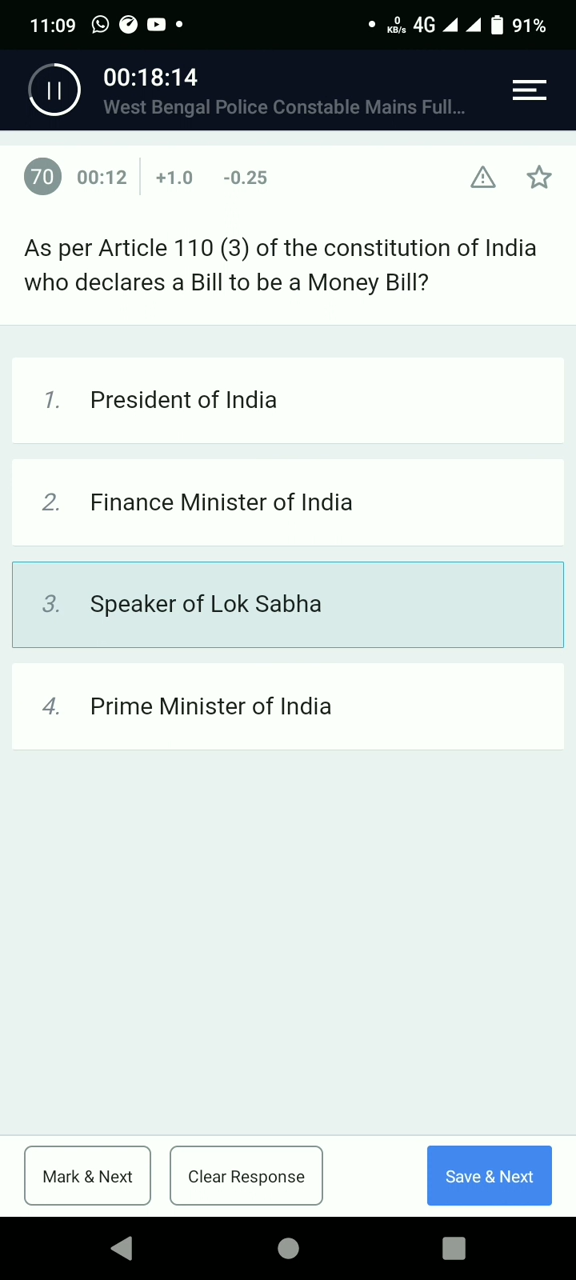 11:09
0 KB/s 4G 91%
00:18:14
West Bengal Police Constable Mains Full...
70 00:12 +1.0 -0.25
As per Article 110 (3) of the constitution of India
who declares a Bill to be a Money Bill?
1. President of India
2. Finance Minister of India
3. Speaker of Lok Sabha
4. Prime Minister of India
Mark & Next Clear Response Save & Next